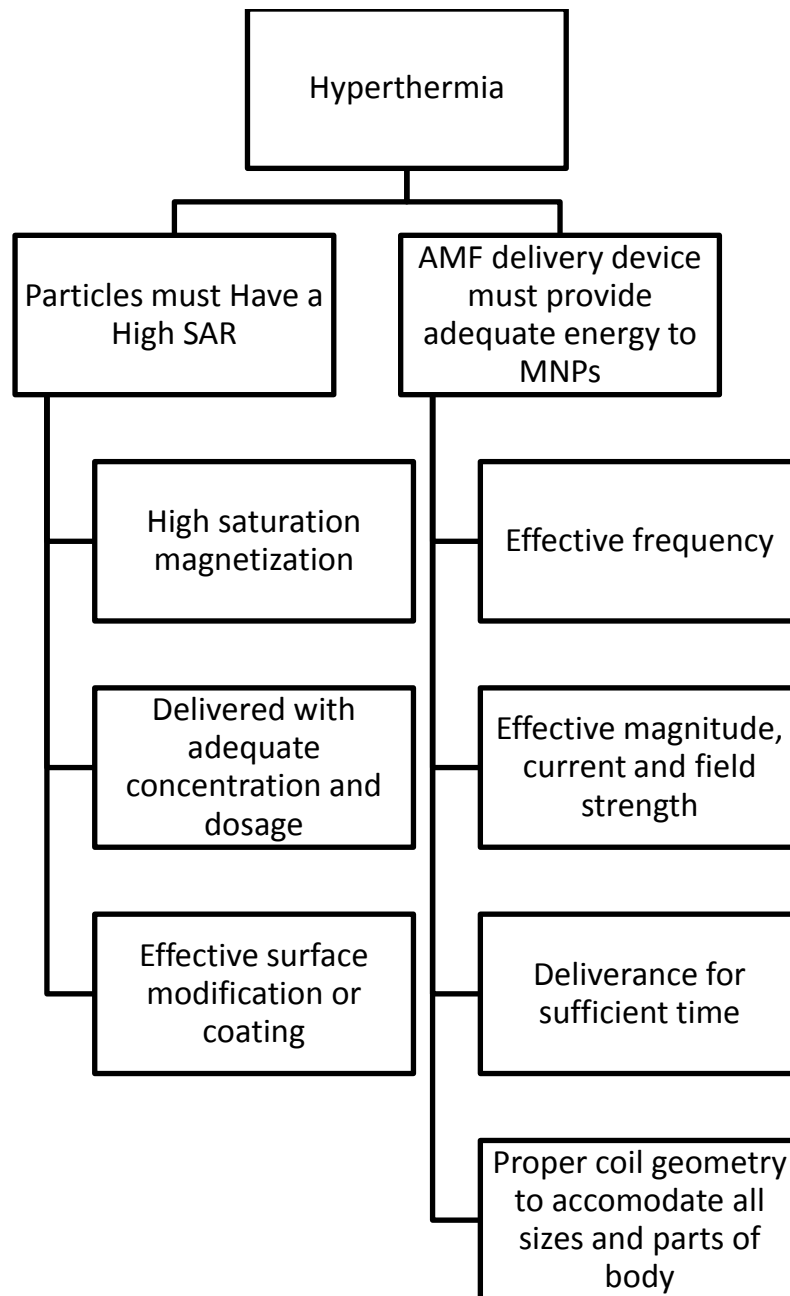 Hyperthermia
Particles must Have a
High SAR
AMF delivery device
must provide
adequate energy to
MNPs
High saturation
magnetization
Effective frequency
Delivered with
adequate
concentration and
dosage
Effective magnitude,
current and field
strength
Effective surface
modification or
coating
Deliverance for
sufficient time
Proper coil geometry
to accomodate all
sizes and parts of
body